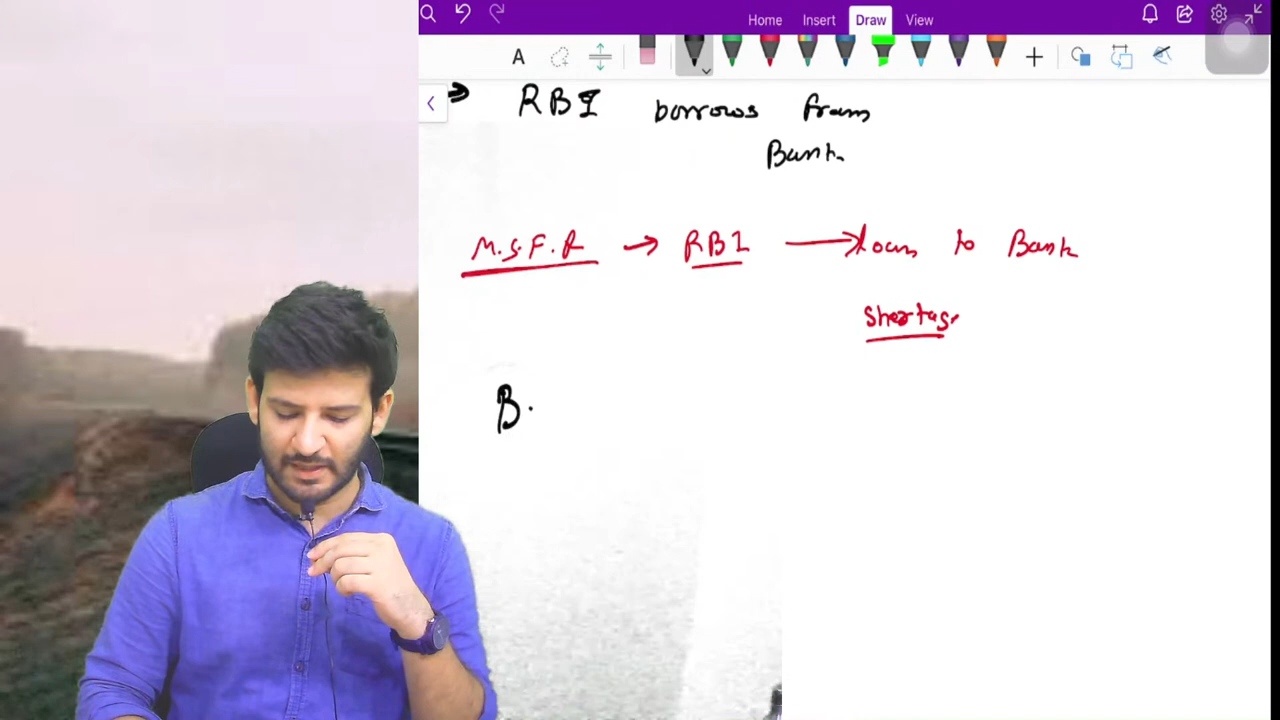 Home Insert Draw View
A
RBI borrows from
Bank
M.S.F.R → RBI → loan to Bank
Shortage
B.